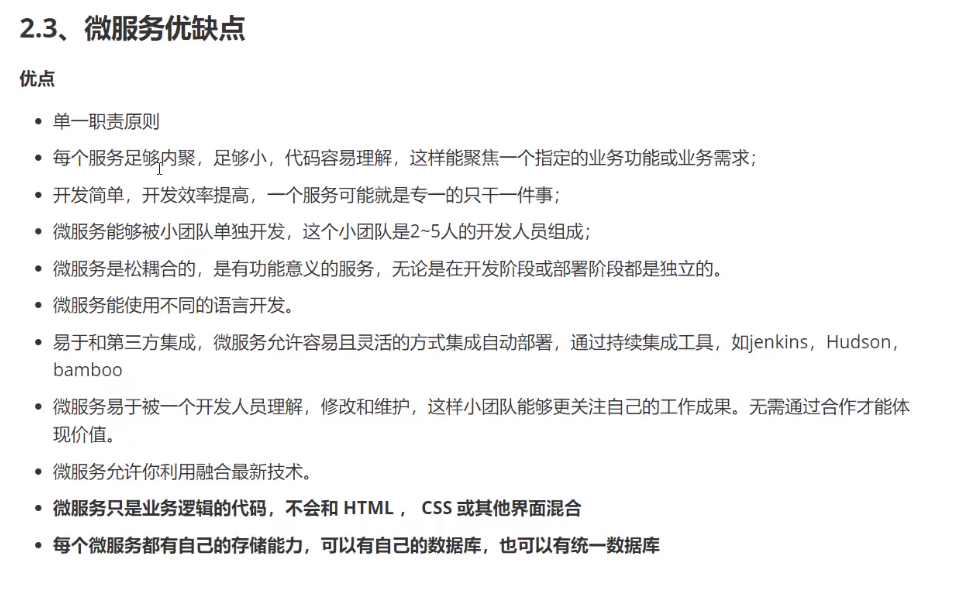 2.3、微服务优缺点
优点
单一职责原则
每个服务足够内聚，足够小，代码容易理解，这样能聚焦一个指定的业务功能或业务需求；
开发简单，开发效率提高，一个服务可能就是专一的只干一件事；
微服务能够被小团队单独开发，这个小团队是2~5人的开发人员组成；
微服务是松耦合的，是有功能意义的服务，无论是在开发阶段或部署阶段都是独立的。
微服务能使用不同的语言开发。
易于和第三方集成，微服务允许容易且灵活的方式集成自动部署，通过持续集成工具，如jenkins，Hudson，
bamboo
微服务易于被一个开发人员理解，修改和维护，这样小团队能够更关注自己的工作成果。无需通过合作才能体
现价值。
微服务允许你利用融合最新技术。
微服务只是业务逻辑的代码，不会和 HTML ， CSS 或其他界面混合
每个微服务都有自己的存储能力，可以有自己的数据库，也可以有统一数据库